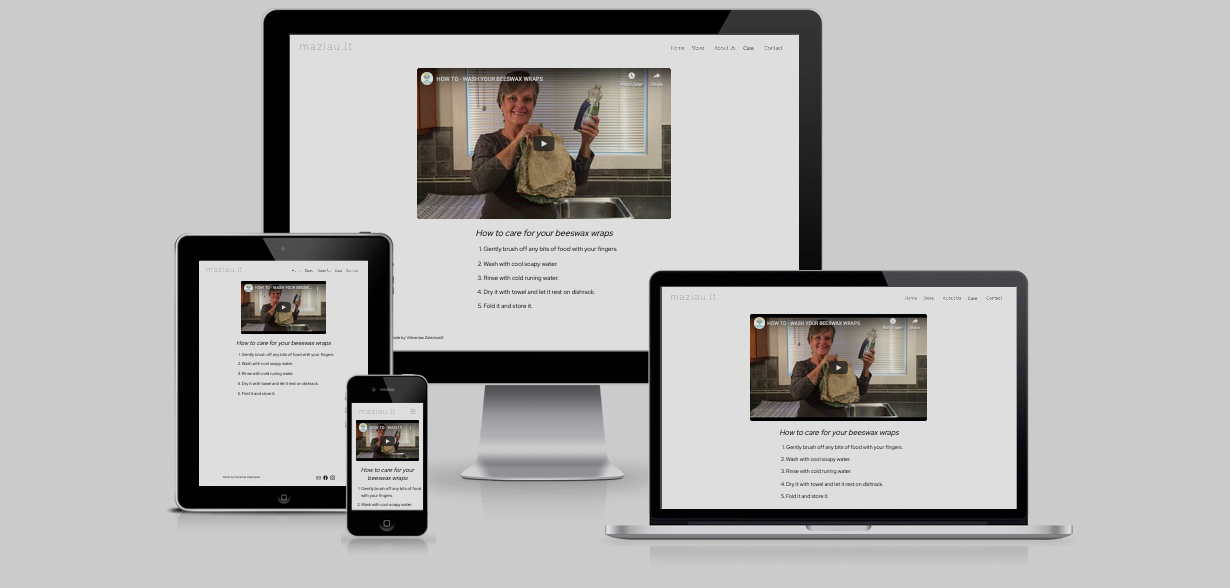 maziau.lt
Home Store About Us Care Contact
HOW TO - WASH YOUR BEESWAX WRAPS
Watch later Share
How to care for your beeswax wraps
1. Gently brush off any bits of food with your fingers.
2. Wash with cool soapy water.
3. Rinse with cold runing water.
4. Dry it with towel and let it rest on dishrack.
5. Fold it and store it.
maziau.lt
Home Store About Us Care Contact
HOW TO - WASH YOUR BEESWAX...
How to care for your beeswax wraps
1. Gently brush off any bits of food with your fingers.
2. Wash with cool soapy water.
3. Rinse with cold runing water.
4. Dry it with towel and let it rest on dishrack.
5. Fold it and store it.
maziau.lt
HOW TO - WASH Y
How to care for your
beeswax wraps
1. Gently brush off any bits of food
with your fingers.
2. Wash with cool soapy water.
maziau.lt
Home Store About Us Care Contact
HOW TO - WASH YOUR BEESWAX WRAPS
Watch later Share
How to care for your beeswax wraps
1. Gently brush off any bits of food with your fingers.
2. Wash with cool soapy water.
3. Rinse with cold runing water.
4. Dry it with towel and let it rest on dishrack.
5. Fold it and store it.